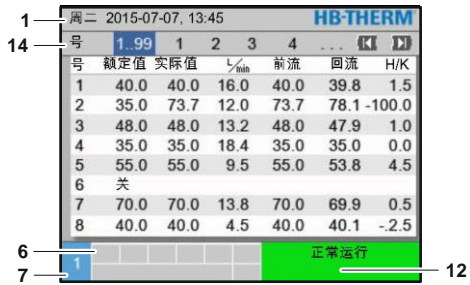 1 周二 2015-07-07, 13:45 HB-THERM
14 号 1..99 1 2 3 4 ...
号 额定值 实际值 L/min 前流 回流 H/K
1 40.0 40.0 16.0 40.0 39.8 1.5
2 35.0 73.7 12.0 73.7 78.1 -100.0
3 48.0 48.0 13.2 48.0 47.9 1.0
4 35.0 35.0 18.4 35.0 35.0 0.0
5 55.0 55.0 9.5 55.0 53.8 4.5
6 关
7 70.0 70.0 13.8 70.0 69.9 0.5
8 40.0 40.0 4.5 40.0 40.1 -.2.5
6 正常运行
7 1 12